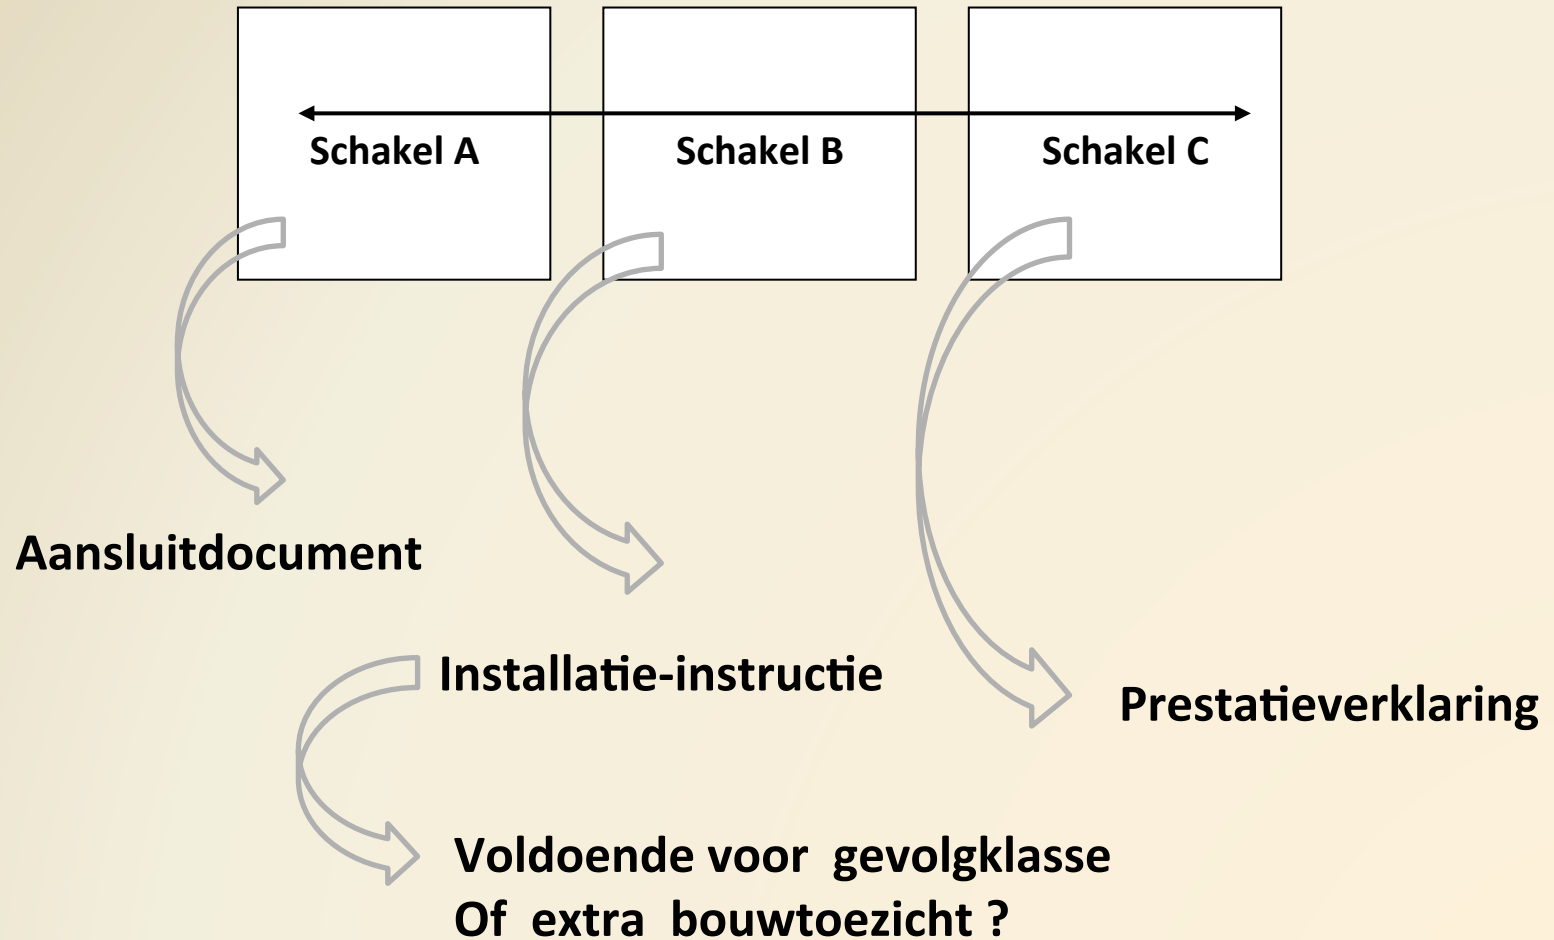 Schakel A
Schakel B
Schakel C
Aansluitdocument
Installatie-instructie
Prestatieverklaring
Voldoende voor gevolgklasse
Of extra bouwtoezicht ?